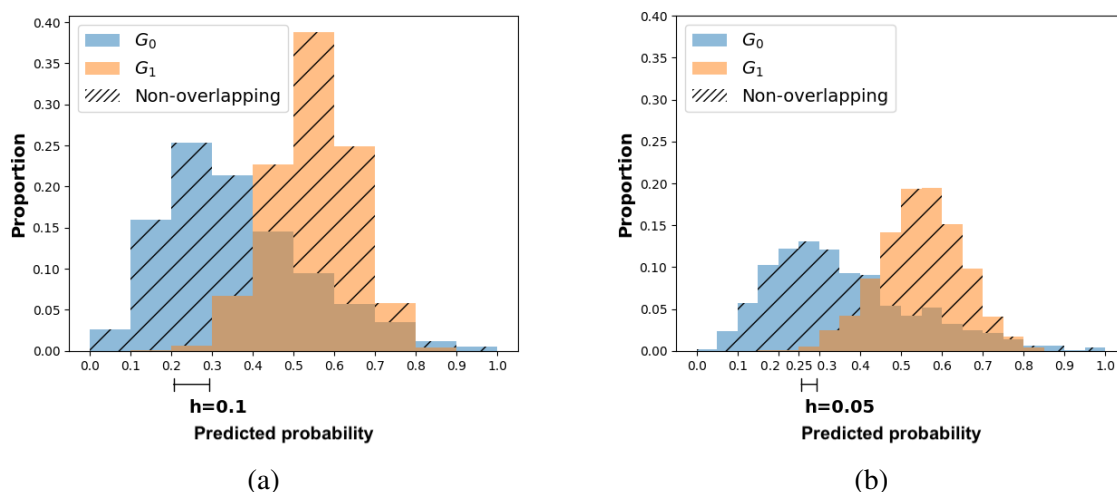 0.40
0.35
0.30
0.25
0.20
0.15
0.10
0.05
0.00
Proportion
G0
G1
Non-overlapping
0.0 0.1 0.2 0.3 0.4 0.5 0.6 0.7 0.8 0.9 1.0
h=0.1
Predicted probability
(a)
0.40
0.35
0.30
0.25
0.20
0.15
0.10
0.05
0.00
Proportion
G0
G1
Non-overlapping
0.0 0.1 0.2 0.25 0.3 0.4 0.5 0.6 0.7 0.8 0.9 1.0
h=0.05
Predicted probability
(b)